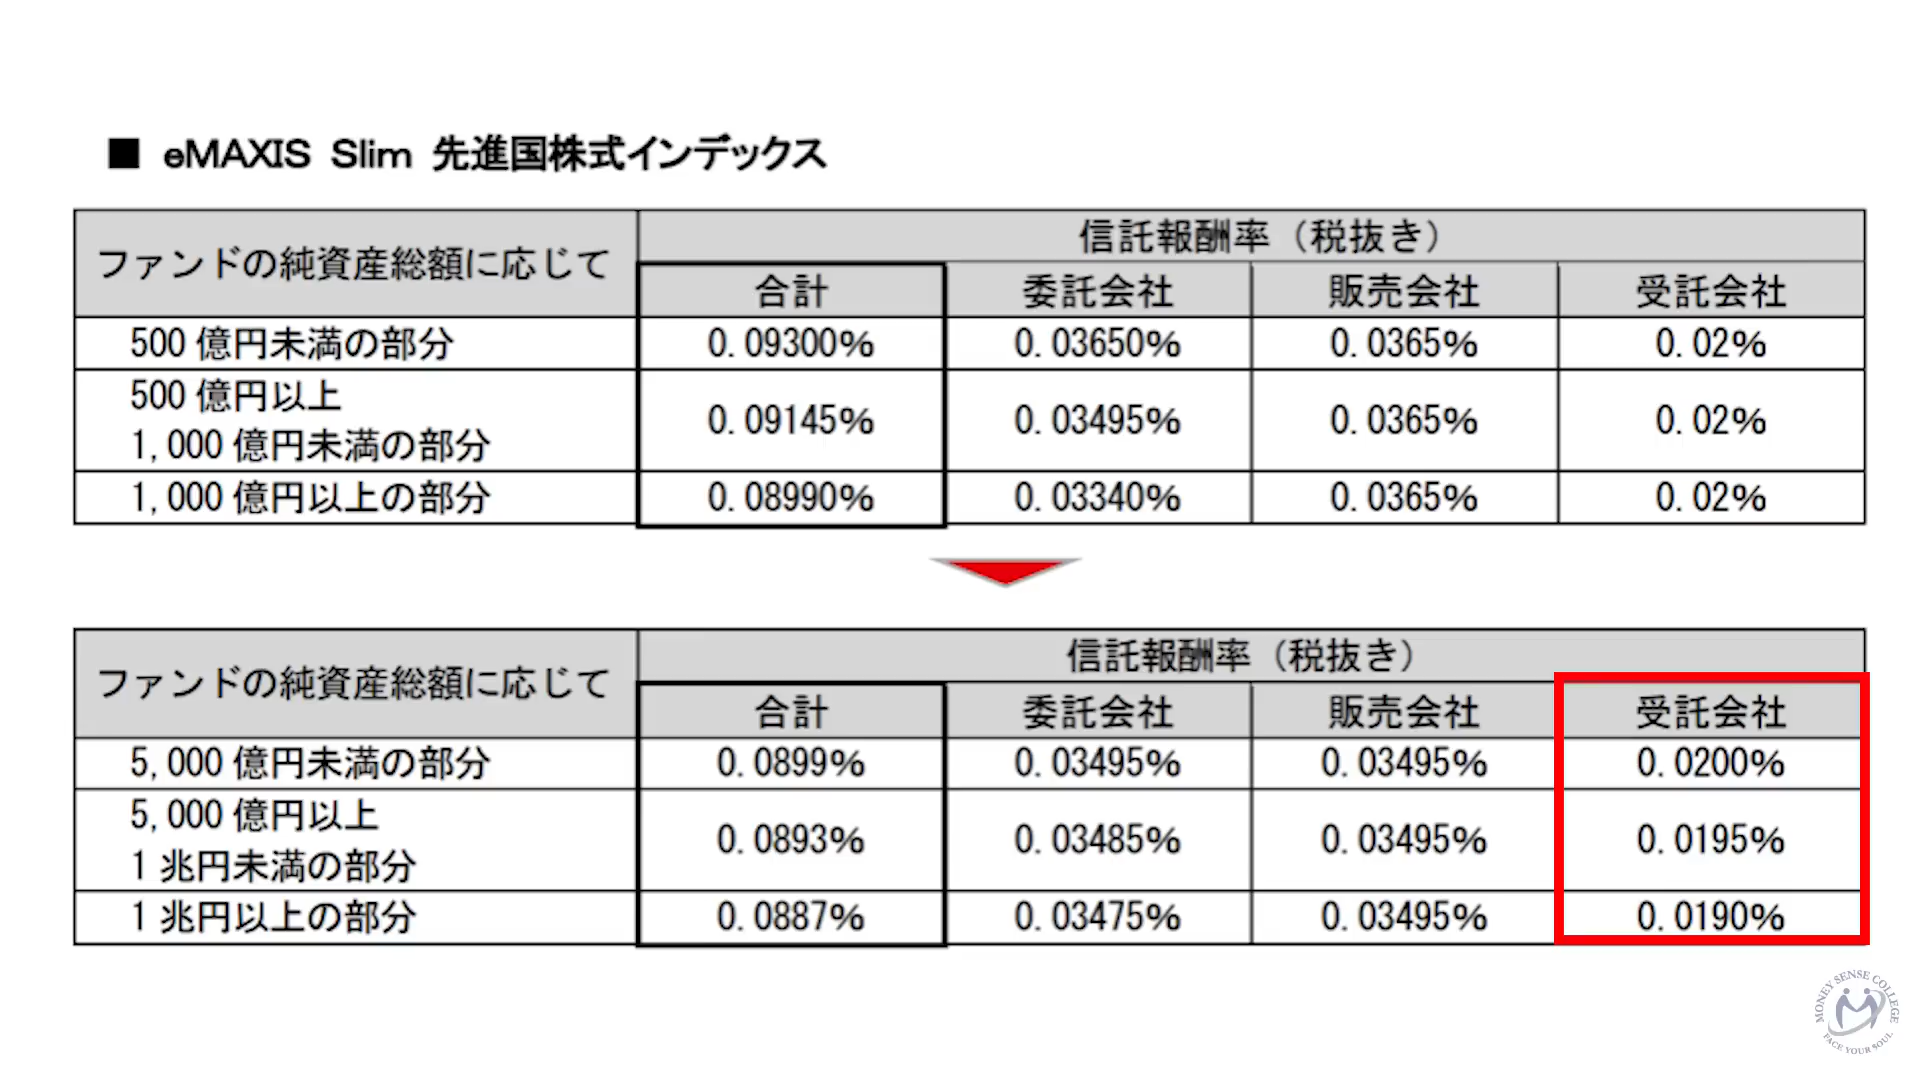 ■ eMAXIS Slim 先進国株式インデックス
ファンドの純資産総額に応じて
信託報酬率（税抜き）
合計 委託会社 販売会社 受託会社
500 億円未満の部分 0.09300% 0.03650% 0.0365% 0.02%
500 億円以上
1,000 億円未満の部分 0.09145% 0.03495% 0.0365% 0.02%
1,000 億円以上の部分 0.08990% 0.03340% 0.0365% 0.02%
ファンドの純資産総額に応じて
信託報酬率（税抜き）
合計 委託会社 販売会社 受託会社
5,000 億円未満の部分 0.0899% 0.03495% 0.03495% 0.0200%
5,000 億円以上
1 兆円未満の部分 0.0893% 0.03485% 0.03495% 0.0195%
1 兆円以上の部分 0.0887% 0.03475% 0.03495% 0.0190%
MONEY SENSE COLLEGE
FACE YOUR SOUL